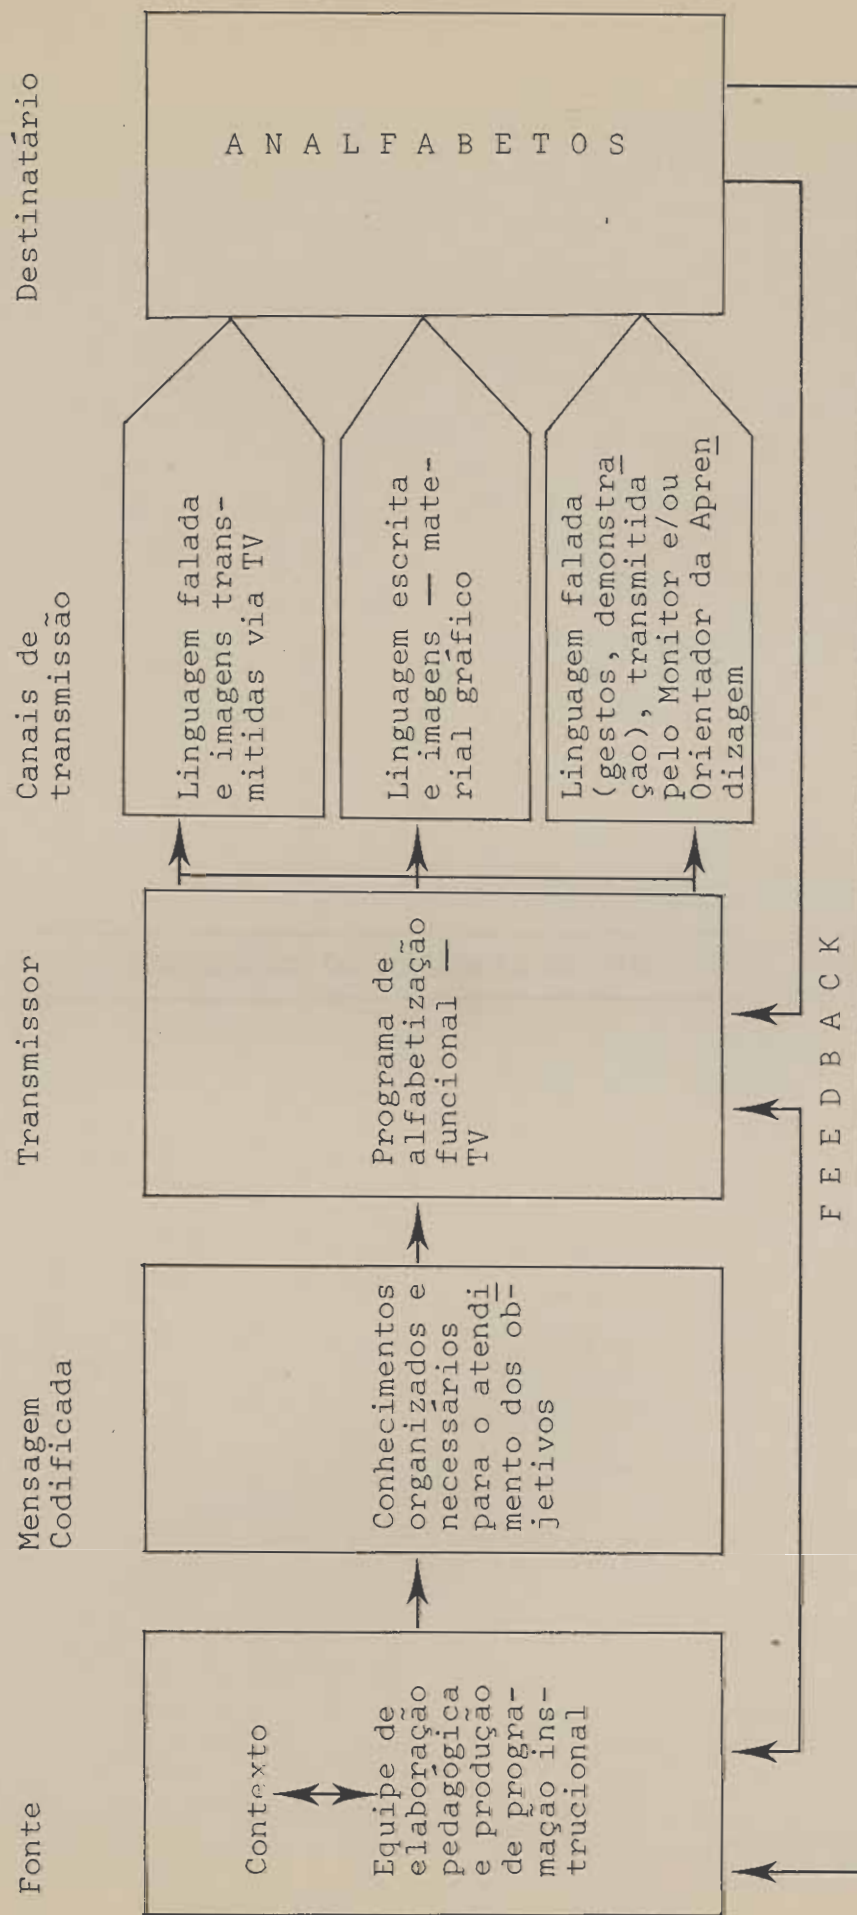 Fonte
Mensagem
Codificada
Transmissor
Canais de
transmissão
Destinatário
Contexto
Equipe de
elaboração
pedagógica
e produção
de progra-
mação ins-
trucional
Conhecimentos
organizados e
necessários
para o atendi
mento dos ob-
jetivos
Programa de
alfabetização
funcional —
TV
Linguagem falada
e imagens trans-
mitidas via TV
Linguagem escrita
e imagens — mate-
rial gráfico
Linguagem falada
(gestos, demonstra
ção), transmitida
pelo Monitor e/ou
Orientador da Apren
dizagem
ANALFABETOS
FEEDBACK